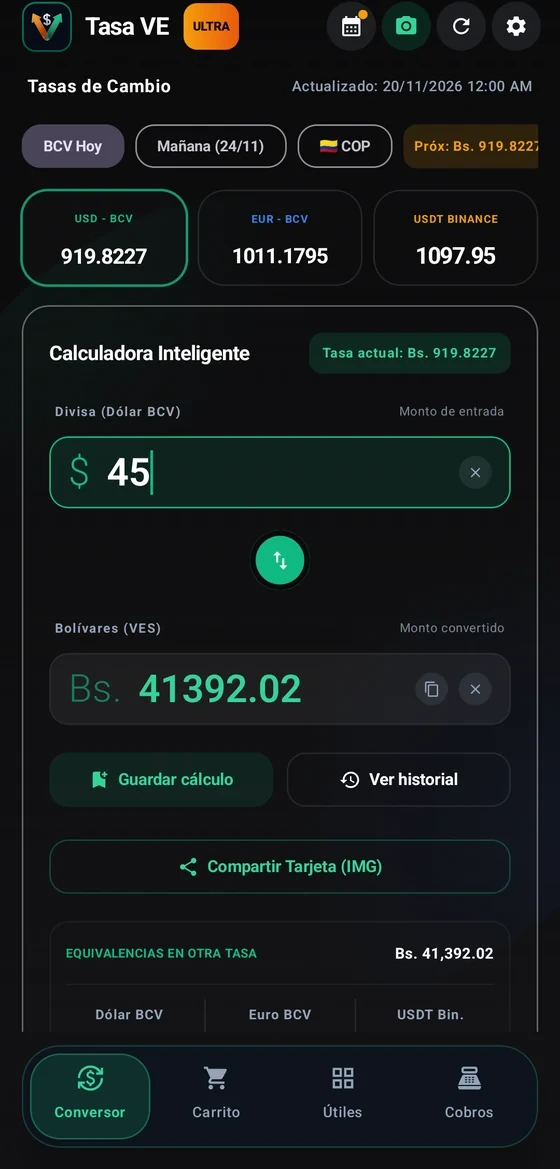 Tasa VE ULTRA
Tasas de Cambio Actualizado: 20/11/2026 12:00 AM
BCV Hoy Mañana (24/11) COP Próx: Bs. 919.8227
USD - BCV EUR - BCV USDT BINANCE
919.8227 1011.1795 1097.95
Calculadora Inteligente Tasa actual: Bs. 919.8227
Divisa (Dólar BCV) Monto de entrada
$ 45
Bolívares (VES) Monto convertido
Bs. 41392.02
Guardar cálculo Ver historial
Compartir Tarjeta (IMG)
EQUIVALENCIAS EN OTRA TASA Bs. 41,392.02
Dólar BCV Euro BCV USDT Bin.
Conversor Carrito Útiles Cobros